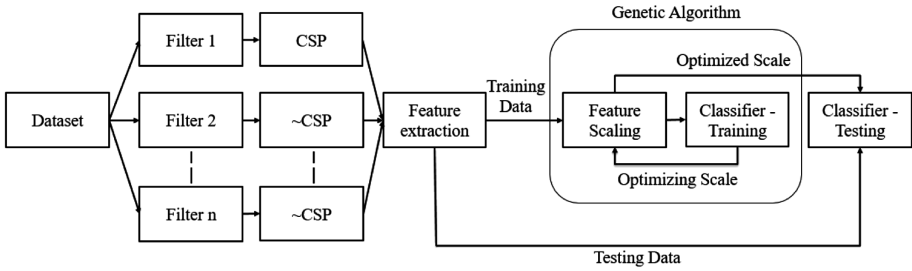 Genetic Algorithm
Filter 1
CSP
Optimized Scale
Training
Data
Dataset
Filter 2
~CSP
Feature
extraction
Feature
Scaling
Classifier -
Training
Classifier -
Testing
Optimizing Scale
Filter n
~CSP
Testing Data